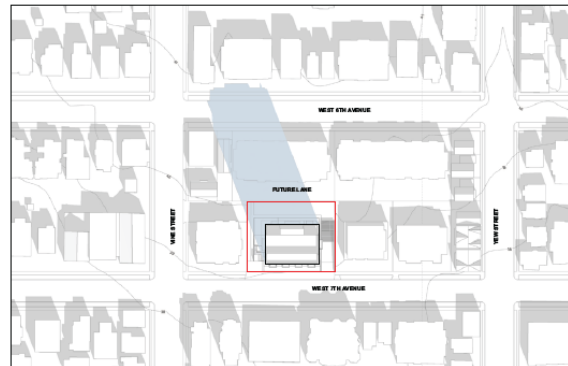 WEST 6TH AVENUE
FUTURE LANE
VINE STREET
YEW STREET
WEST 7TH AVENUE